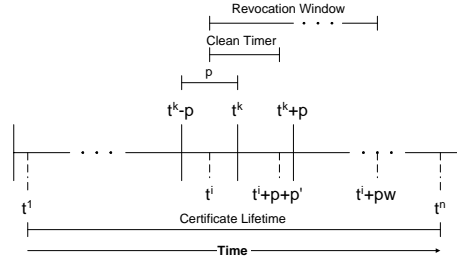 Revocation Window
Clean Timer
p
t^k-p t^k t^k+p
. . . . . .
t^1 t^i t^i+p+p' t^i+pw t^n
Certificate Lifetime
Time